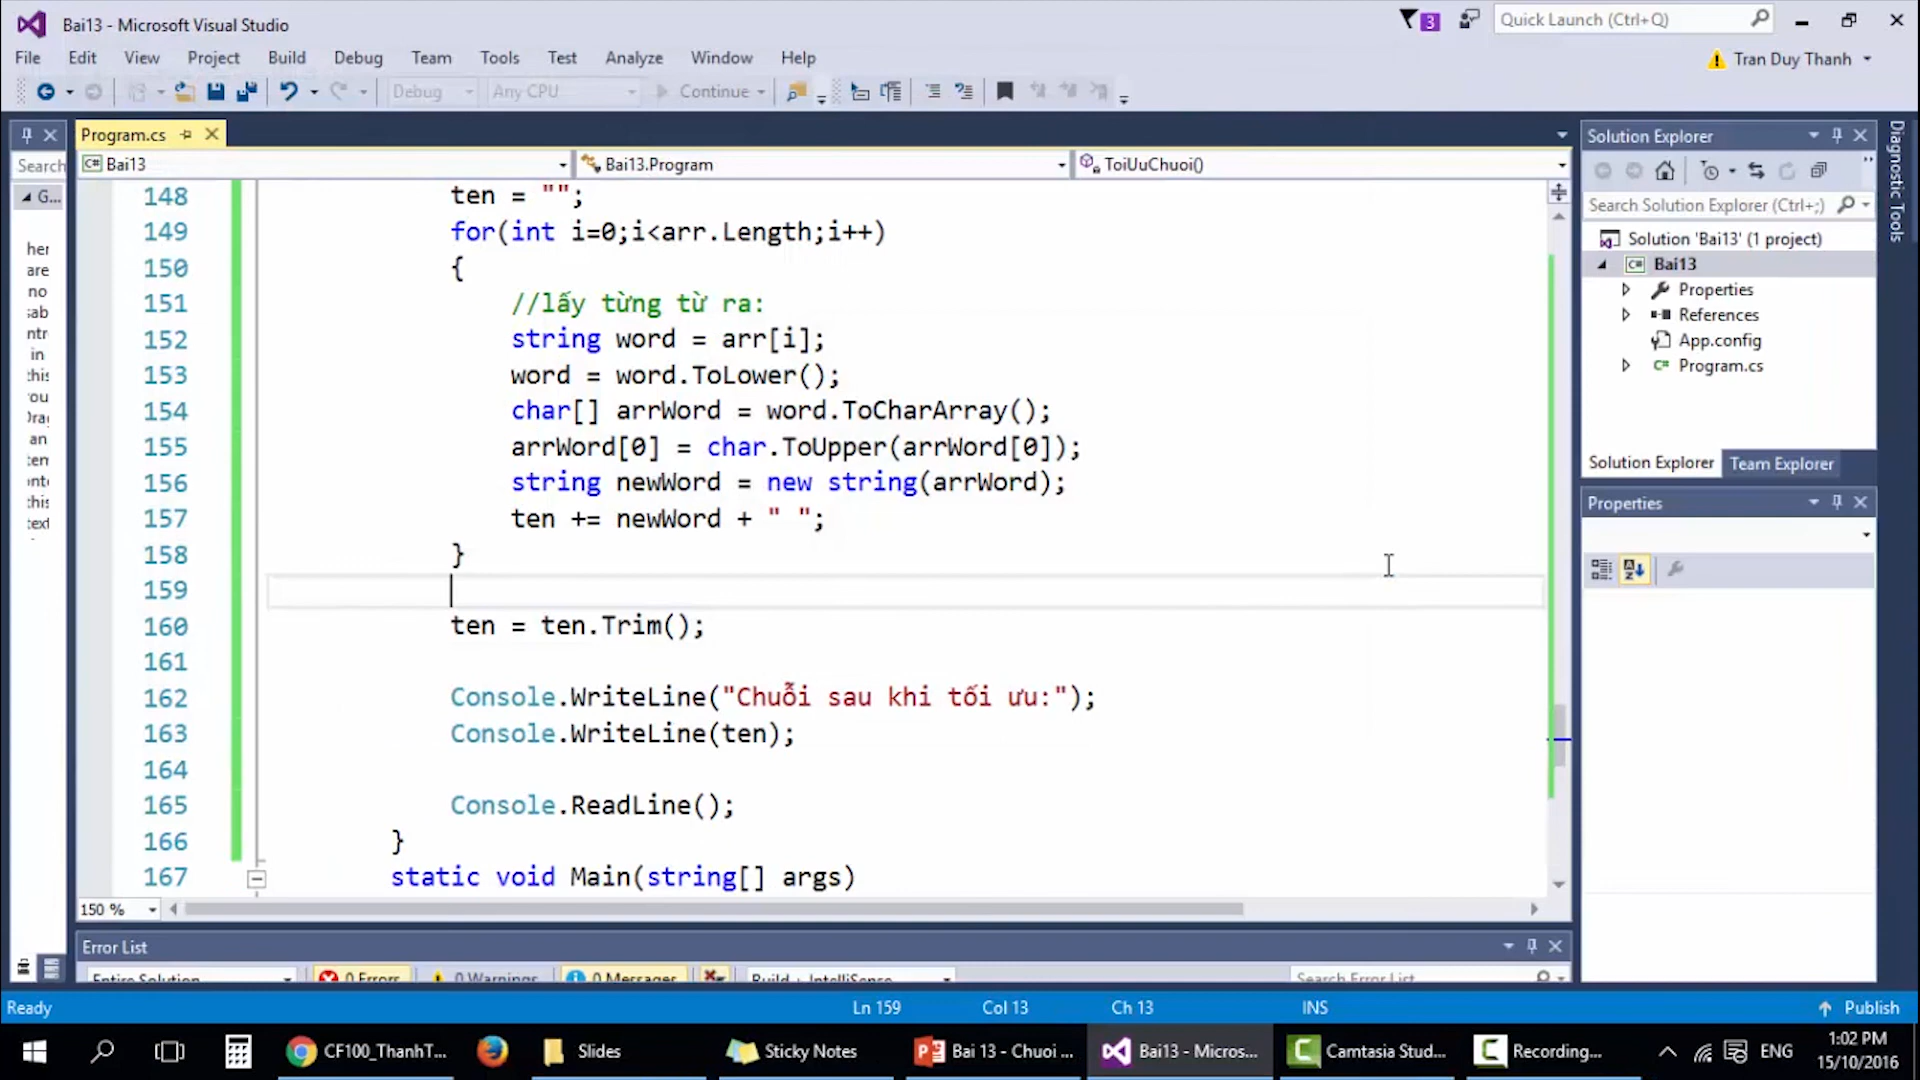 Bai13 - Microsoft Visual Studio
3
Quick Launch (Ctrl+Q)
File Edit View Project Build Debug Team Tools Test Analyze Window Help
Tran Duy Thanh
Debug
Any CPU
Continue
Program.cs
Search
C# Bai13
Bai13.Program
ToiUuChuoi()
G...
her
are
no
in
an
148 ten = "";
149 for(int i=0;i<arr.Length;i++)
150 {
151 //lấy từng từ ra:
152 string word = arr[i];
153 word = word.ToLower();
154 char[] arrWord = word.ToCharArray();
155 arrWord[0] = char.ToUpper(arrWord[0]);
156 string newWord = new string(arrWord);
157 ten += newWord + " ";
158 }
159
160 ten = ten.Trim();
161
162 Console.WriteLine("Chuỗi sau khi tối ưu:");
163 Console.WriteLine(ten);
164
165 Console.ReadLine();
166 }
167 static void Main(string[] args)
150 %
Solution Explorer
Search Solution Explorer (Ctrl+;)
Solution 'Bai13' (1 project)
C# Bai13
Properties
References
App.config
C# Program.cs
Solution Explorer
Team Explorer
Properties
Diagnostic Tools
Error List
Entire Solution
0 Errors
0 Warnings
0 Messages
Build + IntelliSense
Search Error List
Ready
Ln 159
Col 13
Ch 13
INS
Publish
CF100_ThanhT...
Slides
Sticky Notes
Bai 13 - Chuoi ...
Bai13 - Micros...
Camtasia Stud...
Recording...
ENG
1:02 PM
15/10/2016